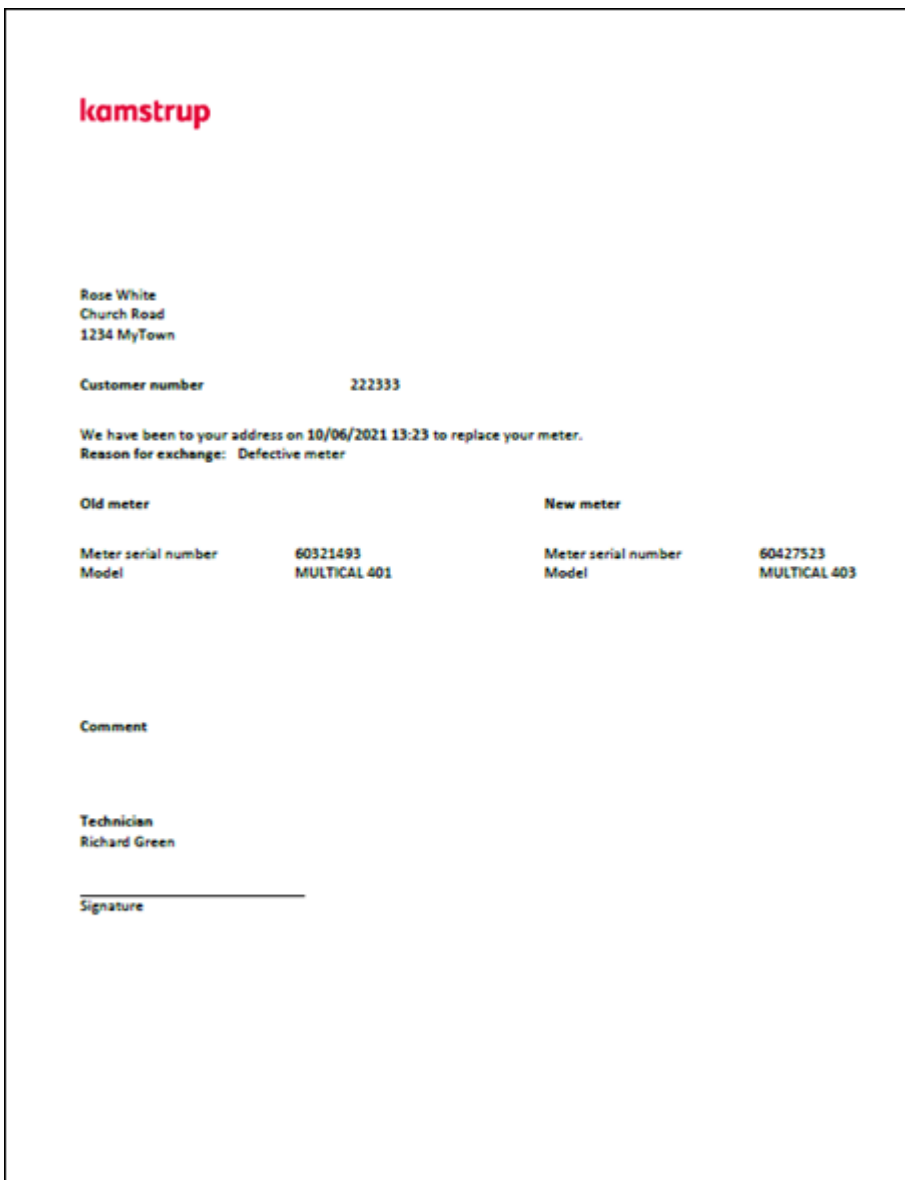 kamstrup
Rose White
Church Road
1234 MyTown
Customer number 222333
We have been to your address on 10/06/2021 13:23 to replace your meter.
Reason for exchange: Defective meter
Old meter New meter
Meter serial number 60321493 Meter serial number 60427523
Model MULTICAL 401 Model MULTICAL 403
Comment
Technician
Richard Green
Signature